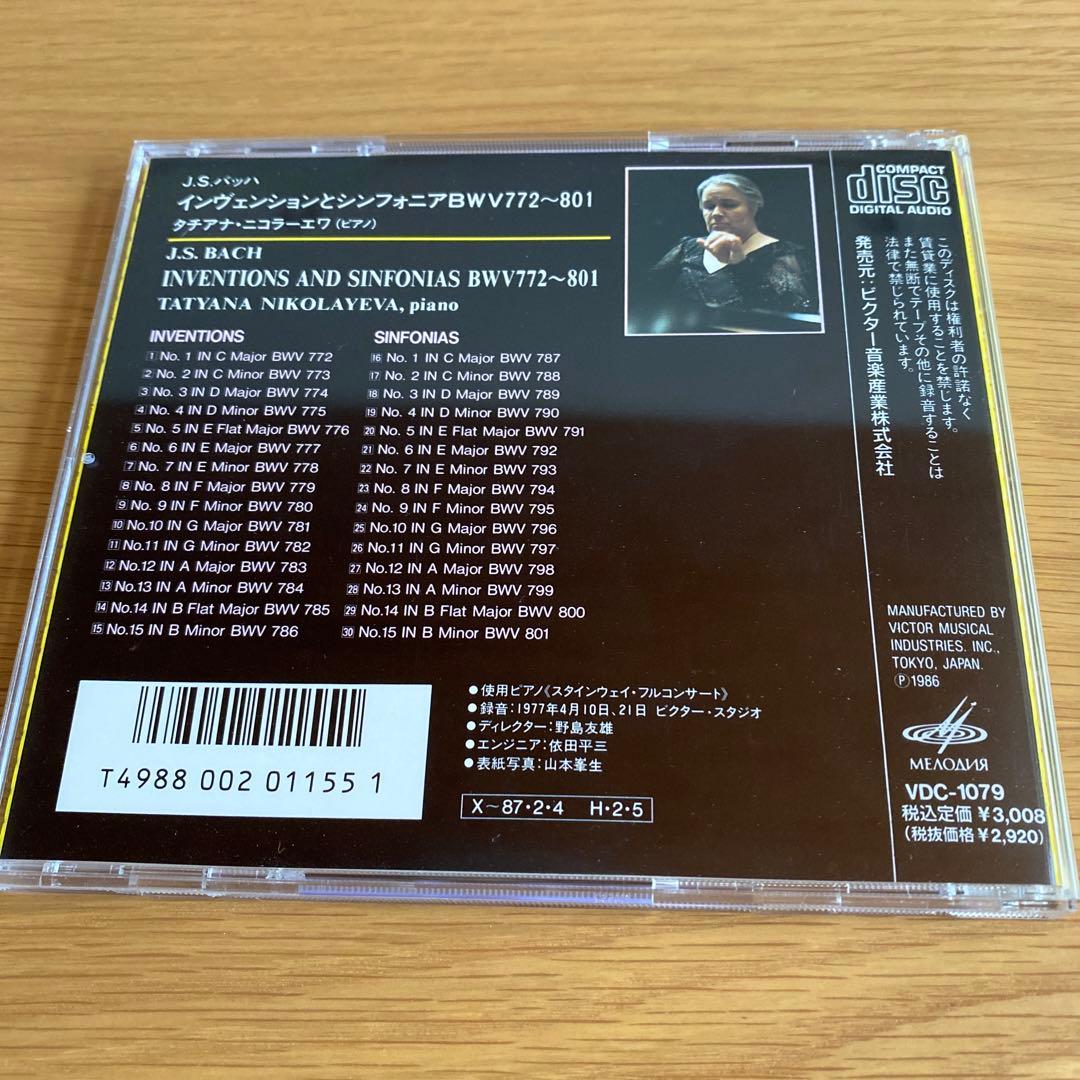 J.S.バッハ
インヴェンションとシンフォニアBWV772〜801
タチアナ・ニコラーエワ(ピアノ)
J.S. BACH
INVENTIONS AND SINFONIAS BWV772〜801
TATYANA NIKOLAYEVA, piano
INVENTIONS
1 No. 1 IN C Major BWV 772
2 No. 2 IN C Minor BWV 773
3 No. 3 IN D Major BWV 774
4 No. 4 IN D Minor BWV 775
5 No. 5 IN E Flat Major BWV 776
6 No. 6 IN E Major BWV 777
7 No. 7 IN E Minor BWV 778
8 No. 8 IN F Major BWV 779
9 No. 9 IN F Minor BWV 780
10 No.10 IN G Major BWV 781
11 No.11 IN G Minor BWV 782
12 No.12 IN A Major BWV 783
13 No.13 IN A Minor BWV 784
14 No.14 IN B Flat Major BWV 785
15 No.15 IN B Minor BWV 786
SINFONIAS
16 No. 1 IN C Major BWV 787
17 No. 2 IN C Minor BWV 788
18 No. 3 IN D Major BWV 789
19 No. 4 IN D Minor BWV 790
20 No. 5 IN E Flat Major BWV 791
21 No. 6 IN E Major BWV 792
22 No. 7 IN E Minor BWV 793
23 No. 8 IN F Major BWV 794
24 No. 9 IN F Minor BWV 795
25 No.10 IN G Major BWV 796
26 No.11 IN G Minor BWV 797
27 No.12 IN A Major BWV 798
28 No.13 IN A Minor BWV 799
29 No.14 IN B Flat Major BWV 800
30 No.15 IN B Minor BWV 801
●使用ピアノ《スタインウェイ・フルコンサート》
●録音:1977年4月10日、21日 ビクター・スタジオ
●ディレクター:野島友雄
●エンジニア:依田平三
●表紙写真:山本峯生
X〜87・2・4 H・2・5
T4988 002 01155 1
COMPACT
disc
DIGITAL AUDIO
このディスクは権利者の許諾なく
賃貸業に使用することを禁じます。
また無断でテープその他に録音することは
法律で禁じられています。
発売元:ビクター音楽産業株式会社
MANUFACTURED BY
VICTOR MUSICAL
INDUSTRIES. INC.,
TOKYO, JAPAN.
Ⓟ1986
МЕЛОДИЯ
VDC-1079
税込定価 ¥3,008
(税抜価格 ¥2,920)